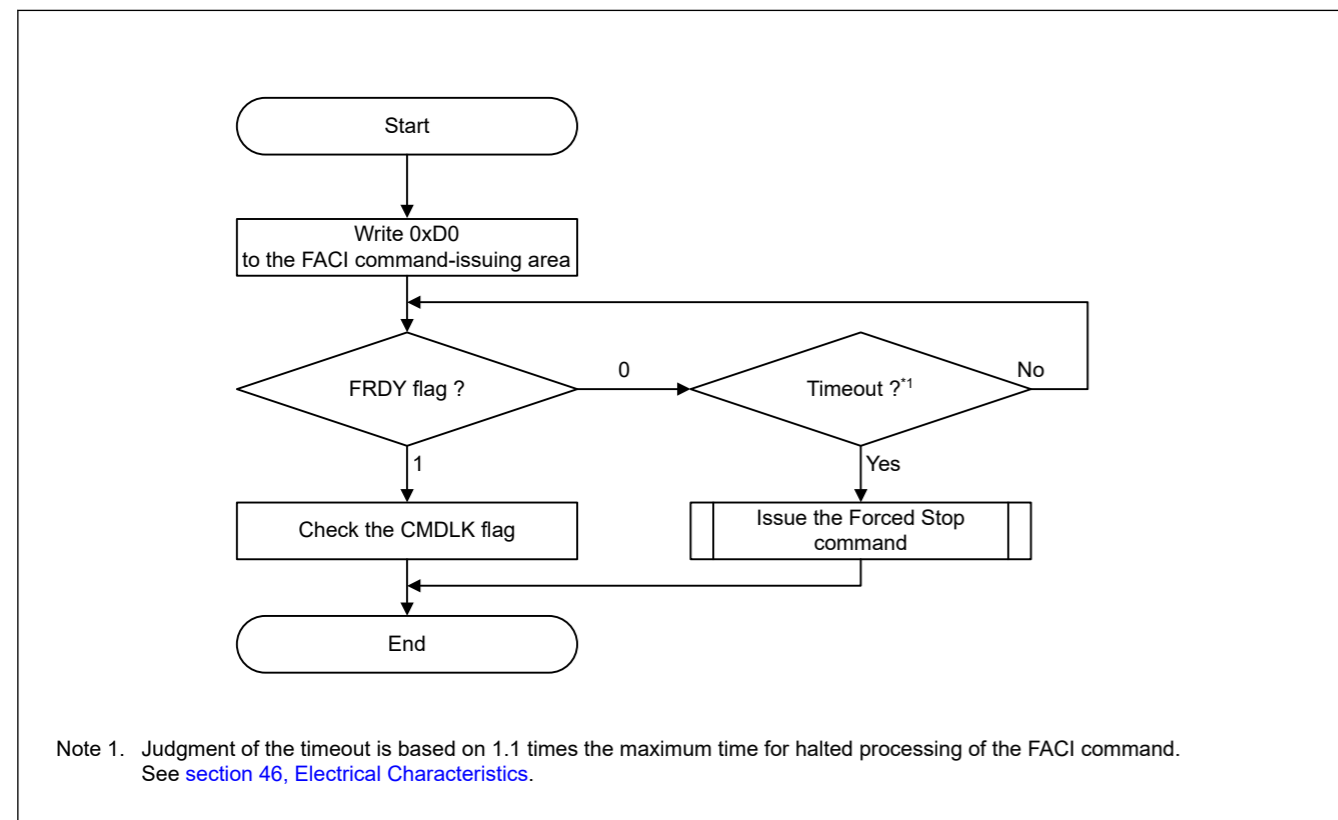 Start
Write 0xD0
to the FACI command-issuing area
FRDY flag ?
0
Timeout ?*1
No
1
Yes
Check the CMDLK flag
Issue the Forced Stop
command
End
Note 1. Judgment of the timeout is based on 1.1 times the maximum time for halted processing of the FACI command.
See section 46, Electrical Characteristics.